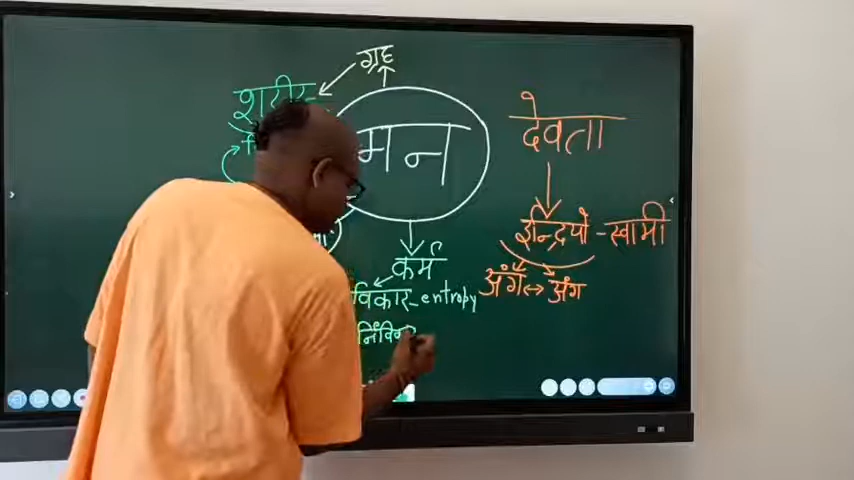 ग्रह
शरीर
मन
देवता
इन्द्रियो - स्वामी
कर्म
अंग ↔ अंग
विकार - entropy